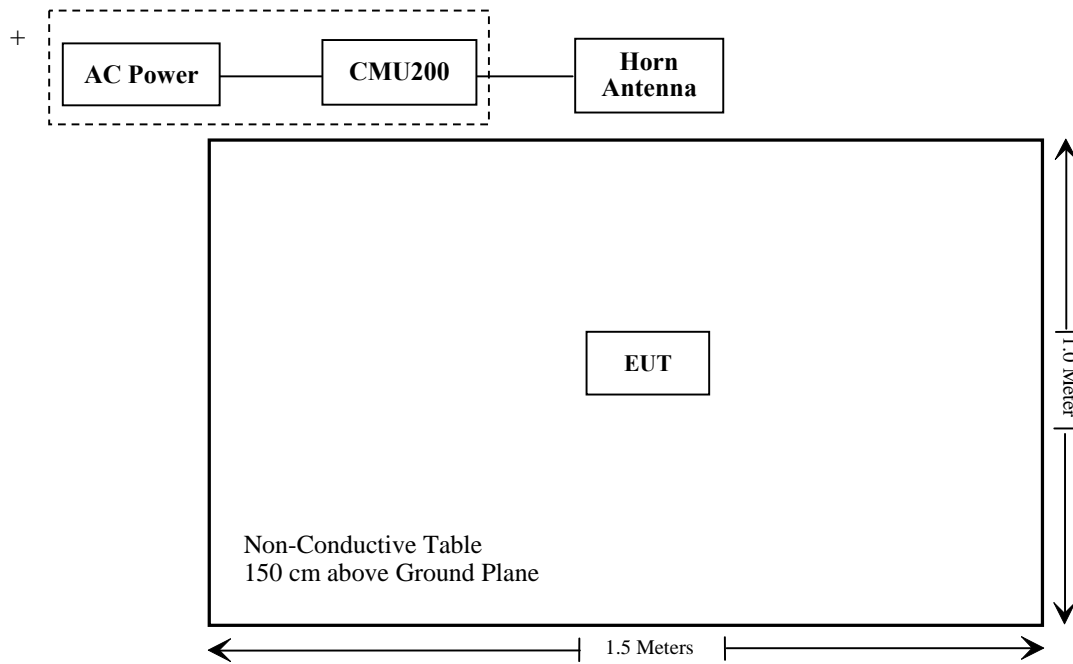 +
AC Power
CMU200
Horn
Antenna
EUT
1.0 Meter
Non-Conductive Table
150 cm above Ground Plane
1.5 Meters